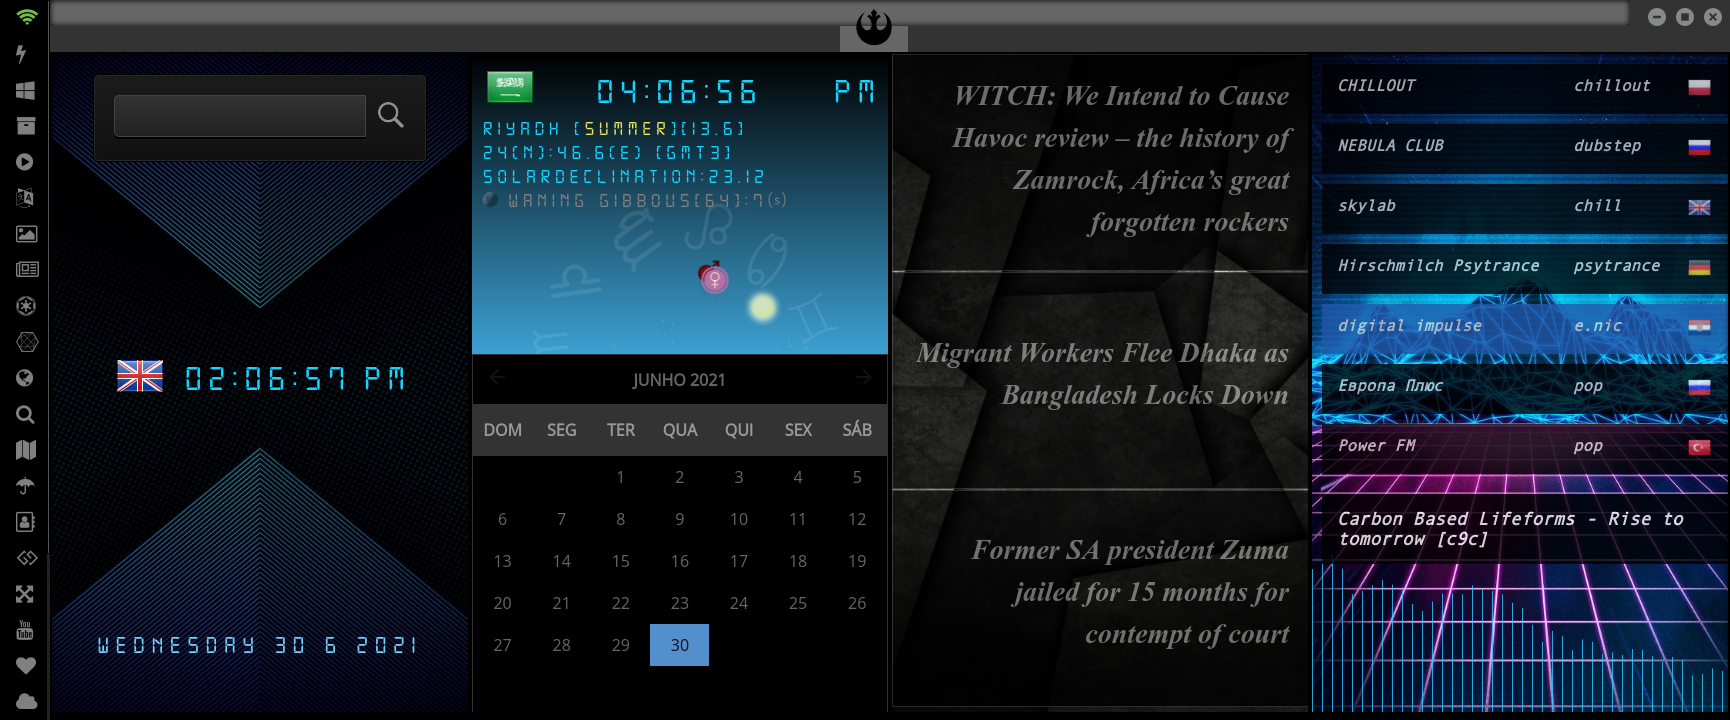 02:06:57 PM
WEDNESDAY 30 6 2021
04:06:56 PM
RIYADH [SUMMER][13.6]
24(N):46.6(E) [GMT3]
SOLARDECLINATION:23.12
WANING GIBBOUS[64]:7(s)
JUNHO 2021
DOM SEG TER QUA QUI SEX SÁB
1 2 3 4 5
6 7 8 9 10 11 12
13 14 15 16 17 18 19
20 21 22 23 24 25 26
27 28 29 30
WITCH: We Intend to Cause
Havoc review – the history of
Zamrock, Africa’s great
forgotten rockers
Migrant Workers Flee Dhaka as
Bangladesh Locks Down
Former SA president Zuma
jailed for 15 months for
contempt of court
CHILLOUT chillout
NEBULA CLUB dubstep
skylab chill
Hirschmilch Psytrance psytrance
digital impulse e.nic
Европа Плюс pop
Power FM pop
Carbon Based Lifeforms - Rise to
tomorrow [c9c]
You
Tube